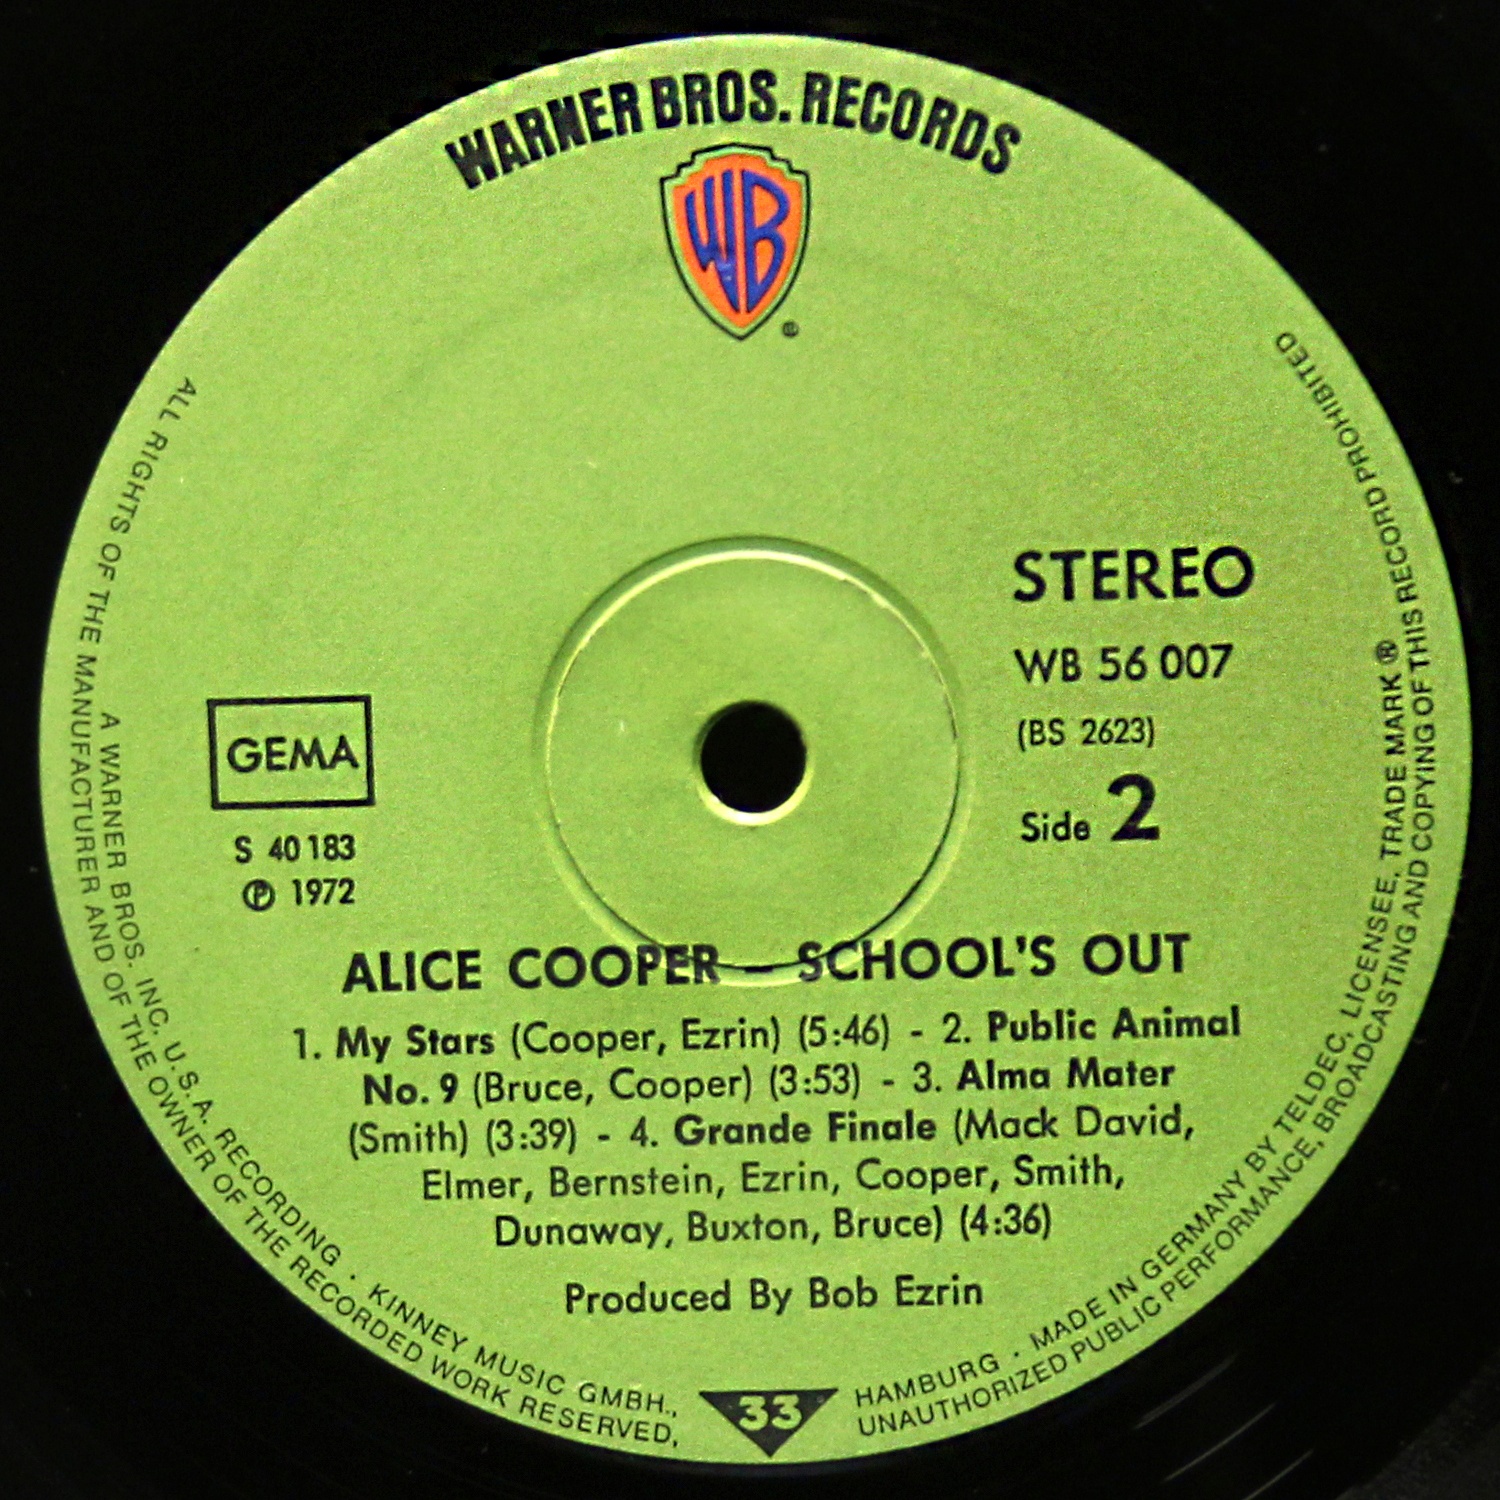 WARNER BROS. RECORDS
WB
®
STEREO
WB 56 007
(BS 2623)
Side 2
GEMA
S 40 183
℗ 1972
ALICE COOPER – SCHOOL'S OUT
1. My Stars (Cooper, Ezrin) (5:46) - 2. Public Animal
No. 9 (Bruce, Cooper) (3:53) - 3. Alma Mater
(Smith) (3:39) - 4. Grande Finale (Mack David,
Elmer, Bernstein, Ezrin, Cooper, Smith,
Dunaway, Buxton, Bruce) (4:36)
Produced By Bob Ezrin
33
A WARNER BROS. INC. U.S.A. RECORDING · KINNEY MUSIC GMBH., HAMBURG · MADE IN GERMANY BY TELDEC, LICENSEE, TRADE MARK ®
ALL RIGHTS OF THE MANUFACTURER AND OF THE OWNER OF THE RECORDED WORK RESERVED, UNAUTHORIZED PUBLIC PERFORMANCE, BROADCASTING AND COPYING OF THIS RECORD PROHIBITED